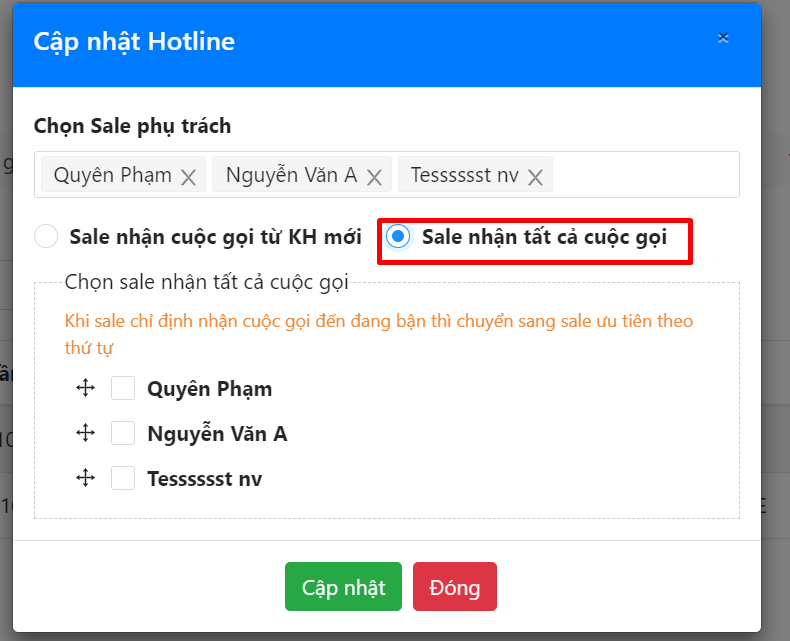 Cập nhật Hotline
Chọn Sale phụ trách
Quyên Phạm Nguyễn Văn A Tesssssst nv
Sale nhận cuộc gọi từ KH mới Sale nhận tất cả cuộc gọi
Chọn sale nhận tất cả cuộc gọi
Khi sale chỉ định nhận cuộc gọi đến đang bận thì chuyển sang sale ưu tiên theo
thứ tự
Quyên Phạm
Nguyễn Văn A
Tesssssst nv
Cập nhật Đóng